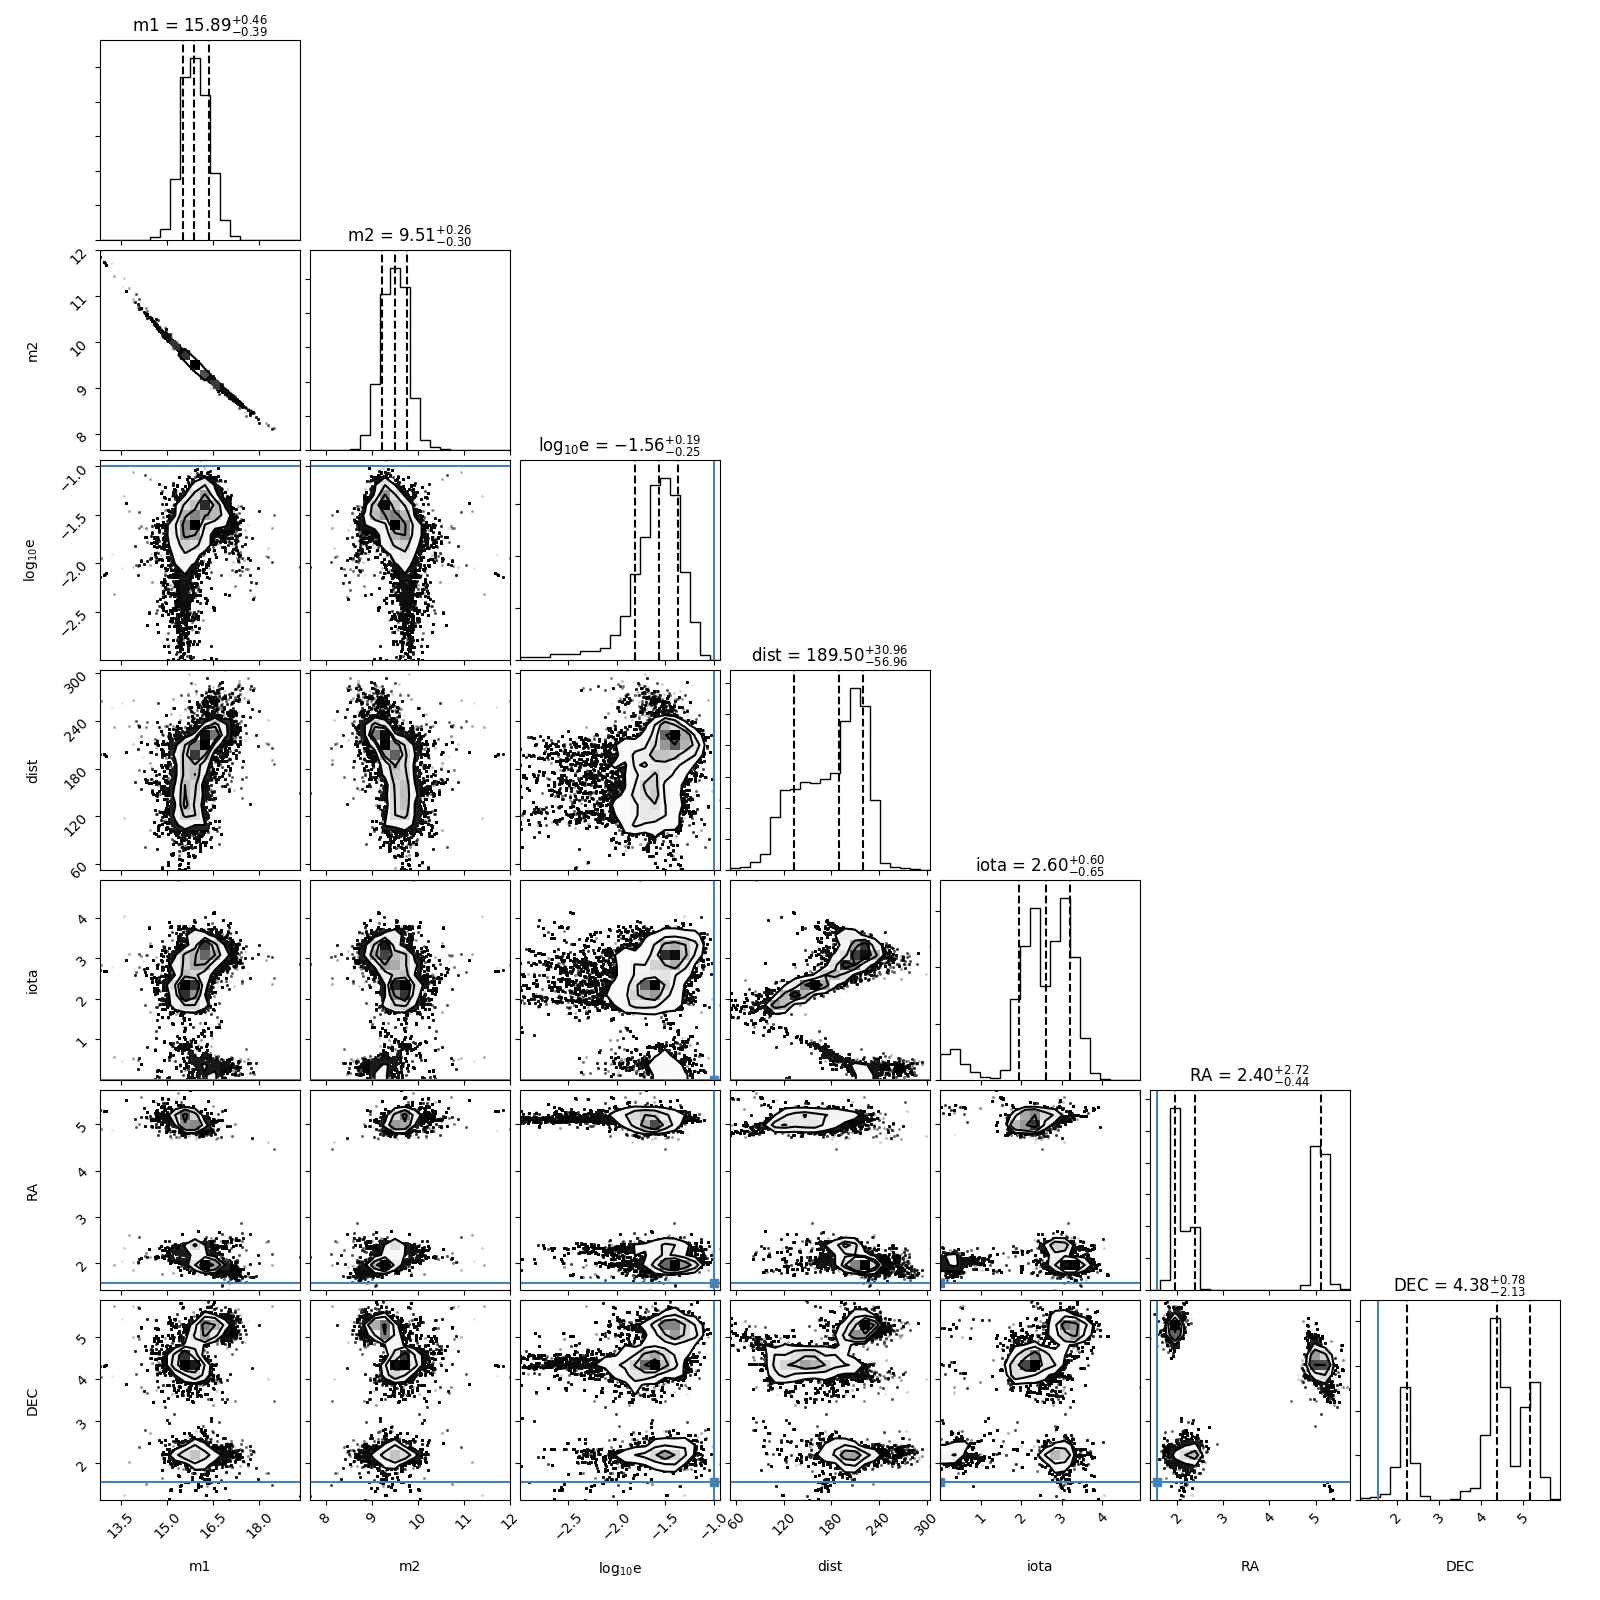 m1 = 15.89+0.46−0.39
m2 = 9.51+0.26−0.30
12
11
10
9
8
m2
log10e = −1.56+0.19−0.25
−1.0
−1.5
−2.0
−2.5
log10e
dist = 189.50+30.96−56.96
300
240
180
120
60
dist
iota = 2.60+0.60−0.65
4
3
2
1
iota
RA = 2.40+2.72−0.44
5
4
3
2
RA
DEC = 4.38+0.78−2.13
5
4
3
2
DEC
13.5 15.0 16.5 18.0 8 9 10 11 12 −2.5 −2.0 −1.5 −1.0 60 120 180 240 300 1 2 3 4 2 3 4 5 2 3 4 5
m1 m2 log10e dist iota RA DEC